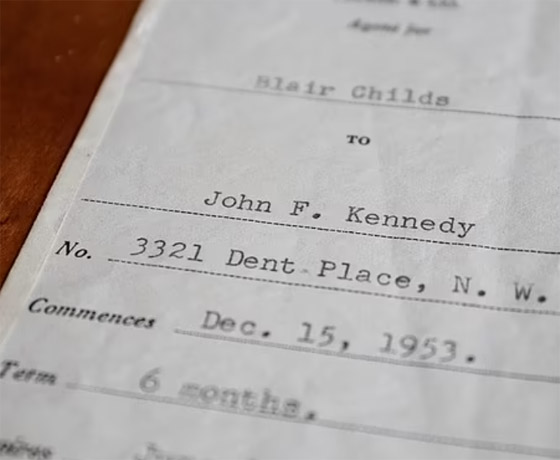 Agent for
Blair Childs
TO
John F. Kennedy
No. 3321 Dent Place, N. W.
Commences Dec. 15, 1953.
Term 6 months.